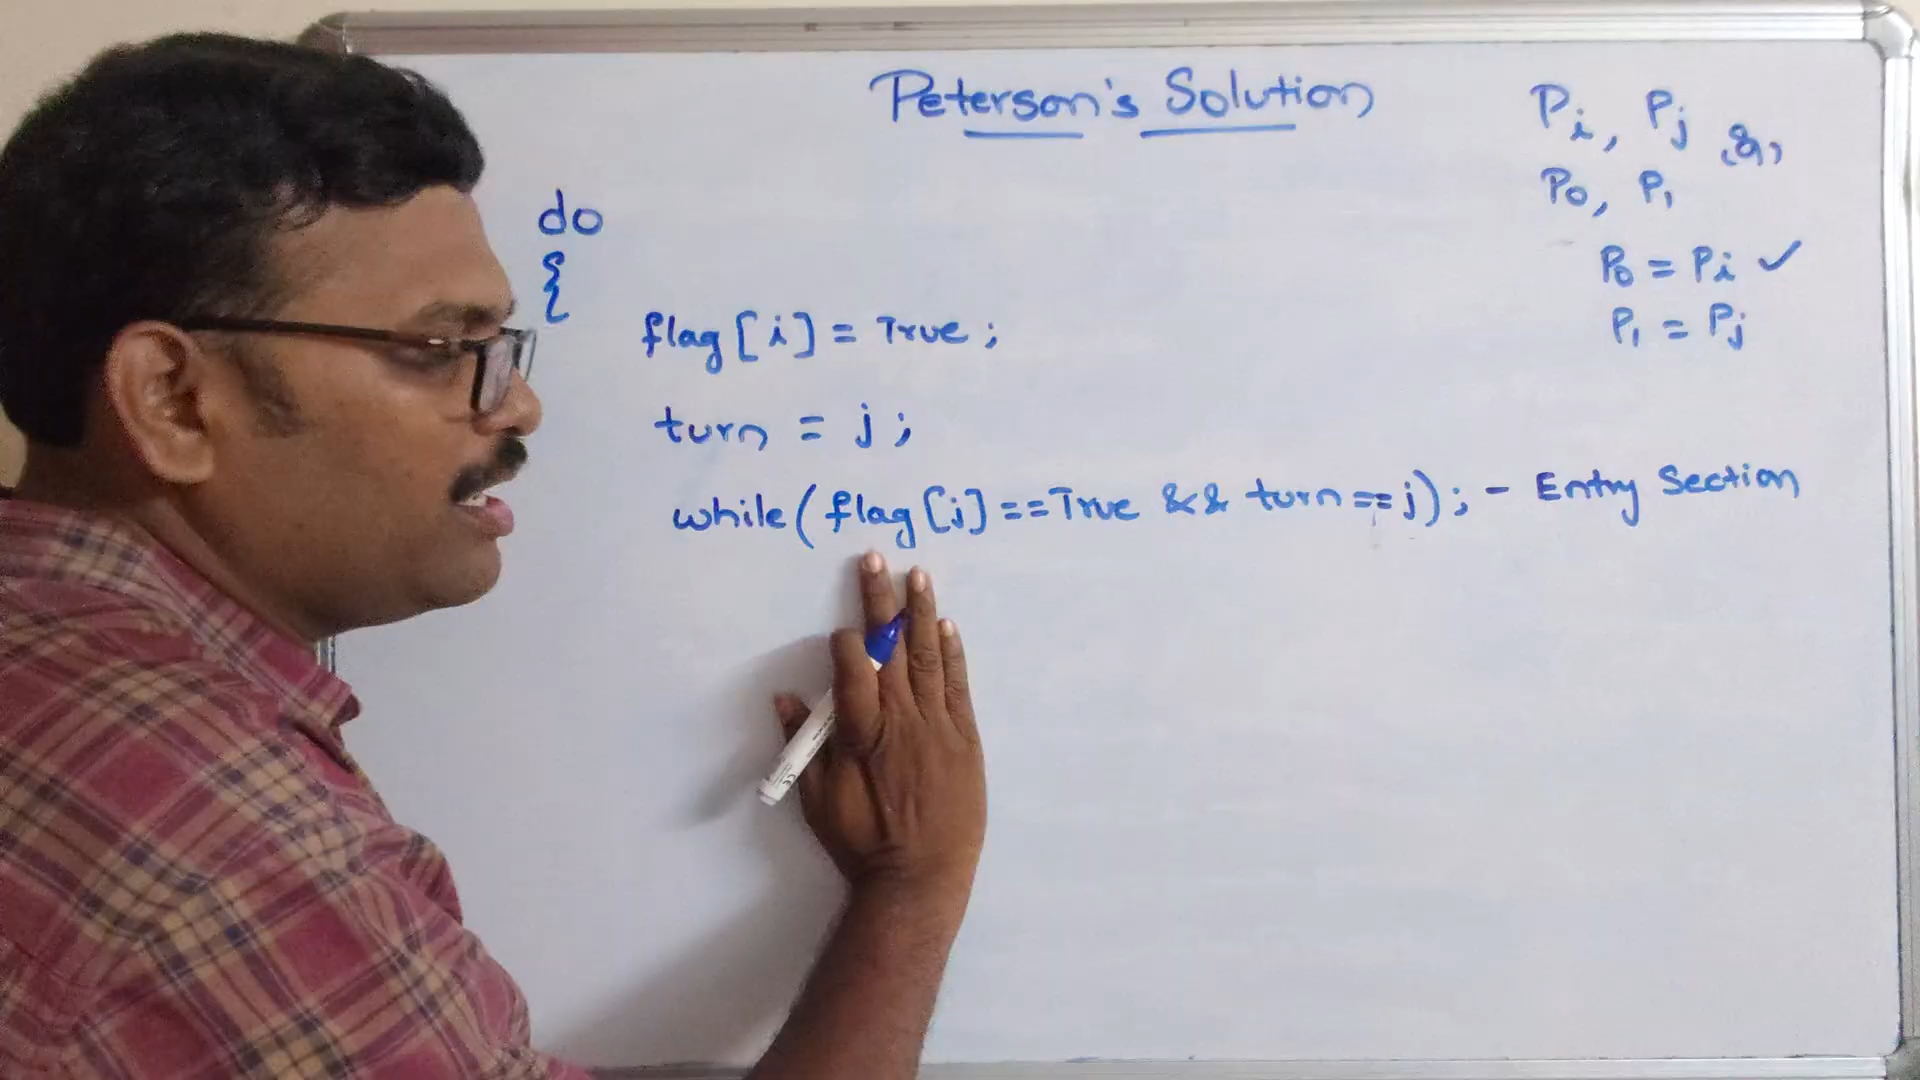 Peterson's Solution
Pi, Pj
(or)
P0, P1
P0 = Pi ✓
P1 = Pj
do
{
flag[i] = True;
turn = j;
while(flag[j]==True && turn==j); - Entry Section